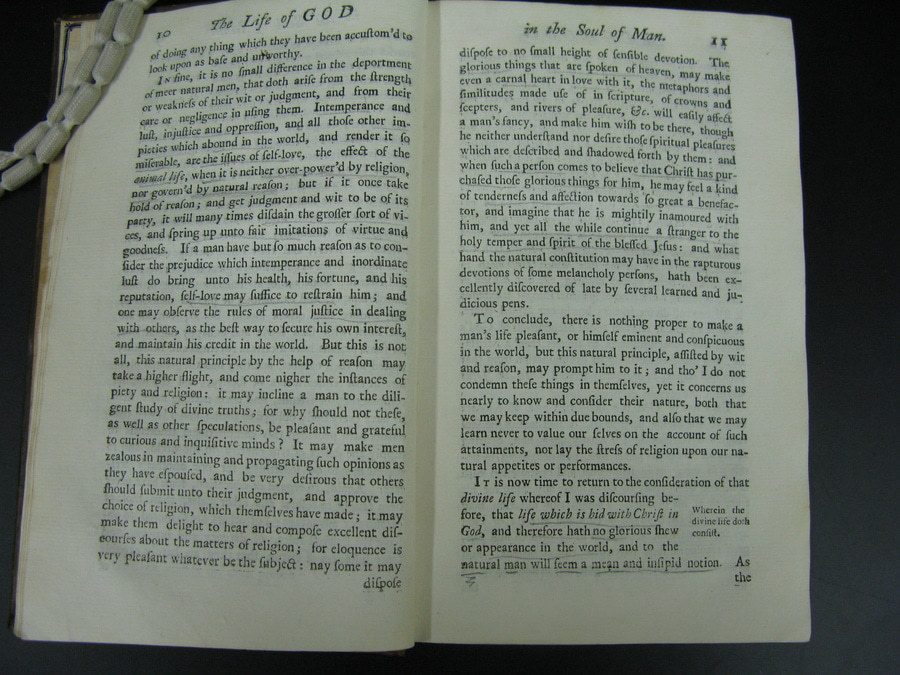 10 The Life of GOD
of doing any thing which they have been accustom'd to
look upon as base and unworthy.
In fine, it is no small difference in the deportment
of meer natural men, that doth arise from the strength
or weakness of their wit or judgment, and from their
care or negligence in using them. Intemperance and
lust, injustice and oppression, and all those other im-
pieties which abound in the world, and render it so
miserable, are the issues of self-love, the effect of the
animal life, when it is neither over-power'd by religion,
nor govern'd by natural reason; but if it once take
hold of reason; and get judgment and wit to be of its
party, it will many times disdain the grosser sort of vi-
ces, and spring up unto fair imitations of virtue and
goodness. If a man have but so much reason as to con-
sider the prejudice which intemperance and inordinate
lust do bring unto his health, his fortune, and his
reputation, self-love may suffice to restrain him; and
one may observe the rules of moral justice in dealing
with others, as the best way to secure his own interest,
and maintain his credit in the world. But this is not
all, this natural principle by the help of reason may
take a higher flight, and come nigher the instances of
piety and religion: it may incline a man to the dili-
gent study of divine truths; for why should not these,
as well as other speculations, be pleasant and grateful
to curious and inquisitive minds? It may make men
zealous in maintaining and propagating such opinions as
they have espoused, and be very desirous that others
should submit unto their judgment, and approve the
choice of religion, which themselves have made; it may
make them delight to hear and compose excellent dis-
courses about the matters of religion; for eloquence is
very pleasant whatever be the subject: nay some it may
dispose
in the Soul of Man. 11
dispose to no small height of sensible devotion. The
glorious things that are spoken of heaven, may make
even a carnal heart in love with it, the metaphors and
similitudes made use of in scripture, of crowns and
scepters, and rivers of pleasure, &c. will easily affect
a man's fancy, and make him wish to be there, though
he neither understand nor desire those spiritual pleasures
which are described and shadowed forth by them: and
when such a person comes to believe that Christ has pur-
chased those glorious things for him, he may feel a kind
of tenderness and affection towards so great a benefac-
tor, and imagine that he is mightily inamoured with
him, and yet all the while continue a stranger to the
holy temper and spirit of the blessed Jesus: and what
hand the natural constitution may have in the rapturous
devotions of some melancholy persons, hath been ex-
cellently discovered of late by several learned and ju-
dicious pens.
To conclude, there is nothing proper to make a
man's life pleasant, or himself eminent and conspicuous
in the world, but this natural principle, assisted by wit
and reason, may prompt him to it; and tho' I do not
condemn these things in themselves, yet it concerns us
nearly to know and consider their nature, both that
we may keep within due bounds, and also that we may
learn never to value our selves on the account of such
attainments, nor lay the stress of religion upon our na-
tural appetites or performances.
It is now time to return to the consideration of that
divine life whereof I was discoursing be-
fore, that life which is hid with Christ in
God, and therefore hath no glorious shew
or appearance in the world, and to the
natural man will seem a mean and insipid notion. As
the
Wherein the
divine life doth
consist.